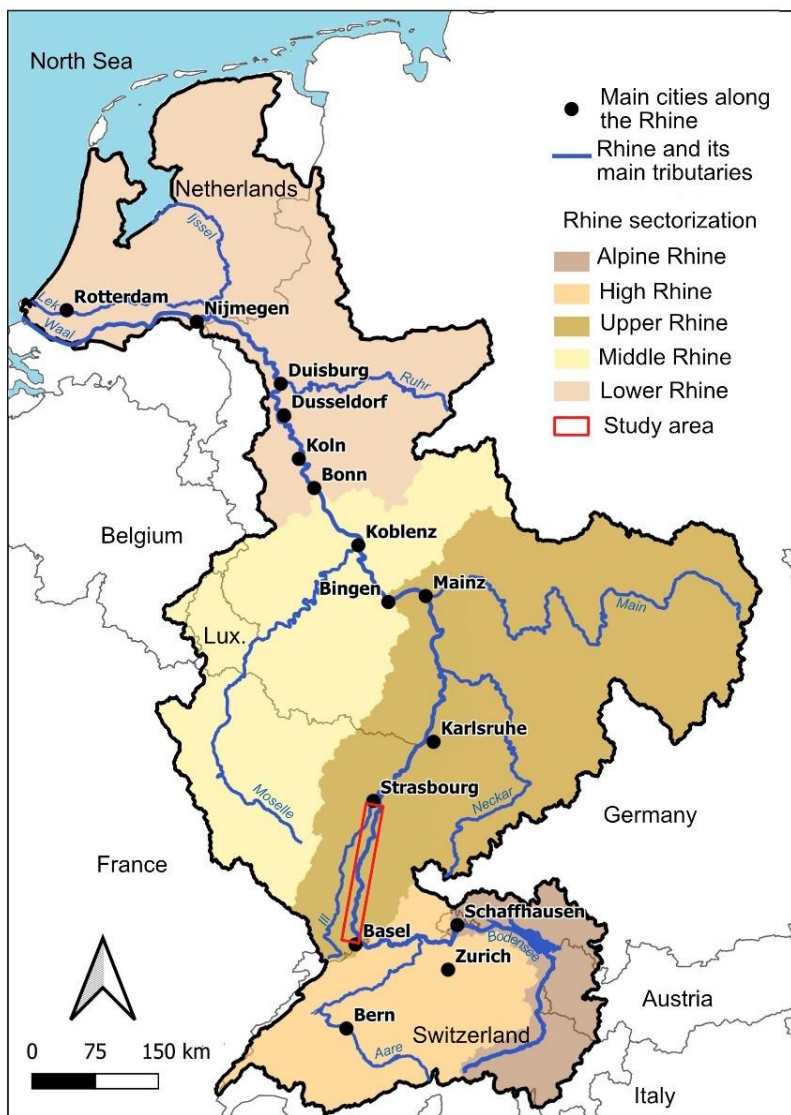 North Sea
Main cities along
the Rhine
Rhine and its
main tributaries
Rhine sectorization
Alpine Rhine
High Rhine
Upper Rhine
Middle Rhine
Lower Rhine
Study area
Netherlands
Ijssel
Rotterdam
Lek
Waal
Nijmegen
Duisburg
Ruhr
Dusseldorf
Koln
Bonn
Belgium
Koblenz
Bingen
Mainz
Main
Lux.
Karlsruhe
Strasbourg
Moselle
Neckar
Germany
France
Ill
Basel
Schaffhausen
Bodensee
Zurich
Austria
Bern
Switzerland
Aare
Italy
0 75 150 km